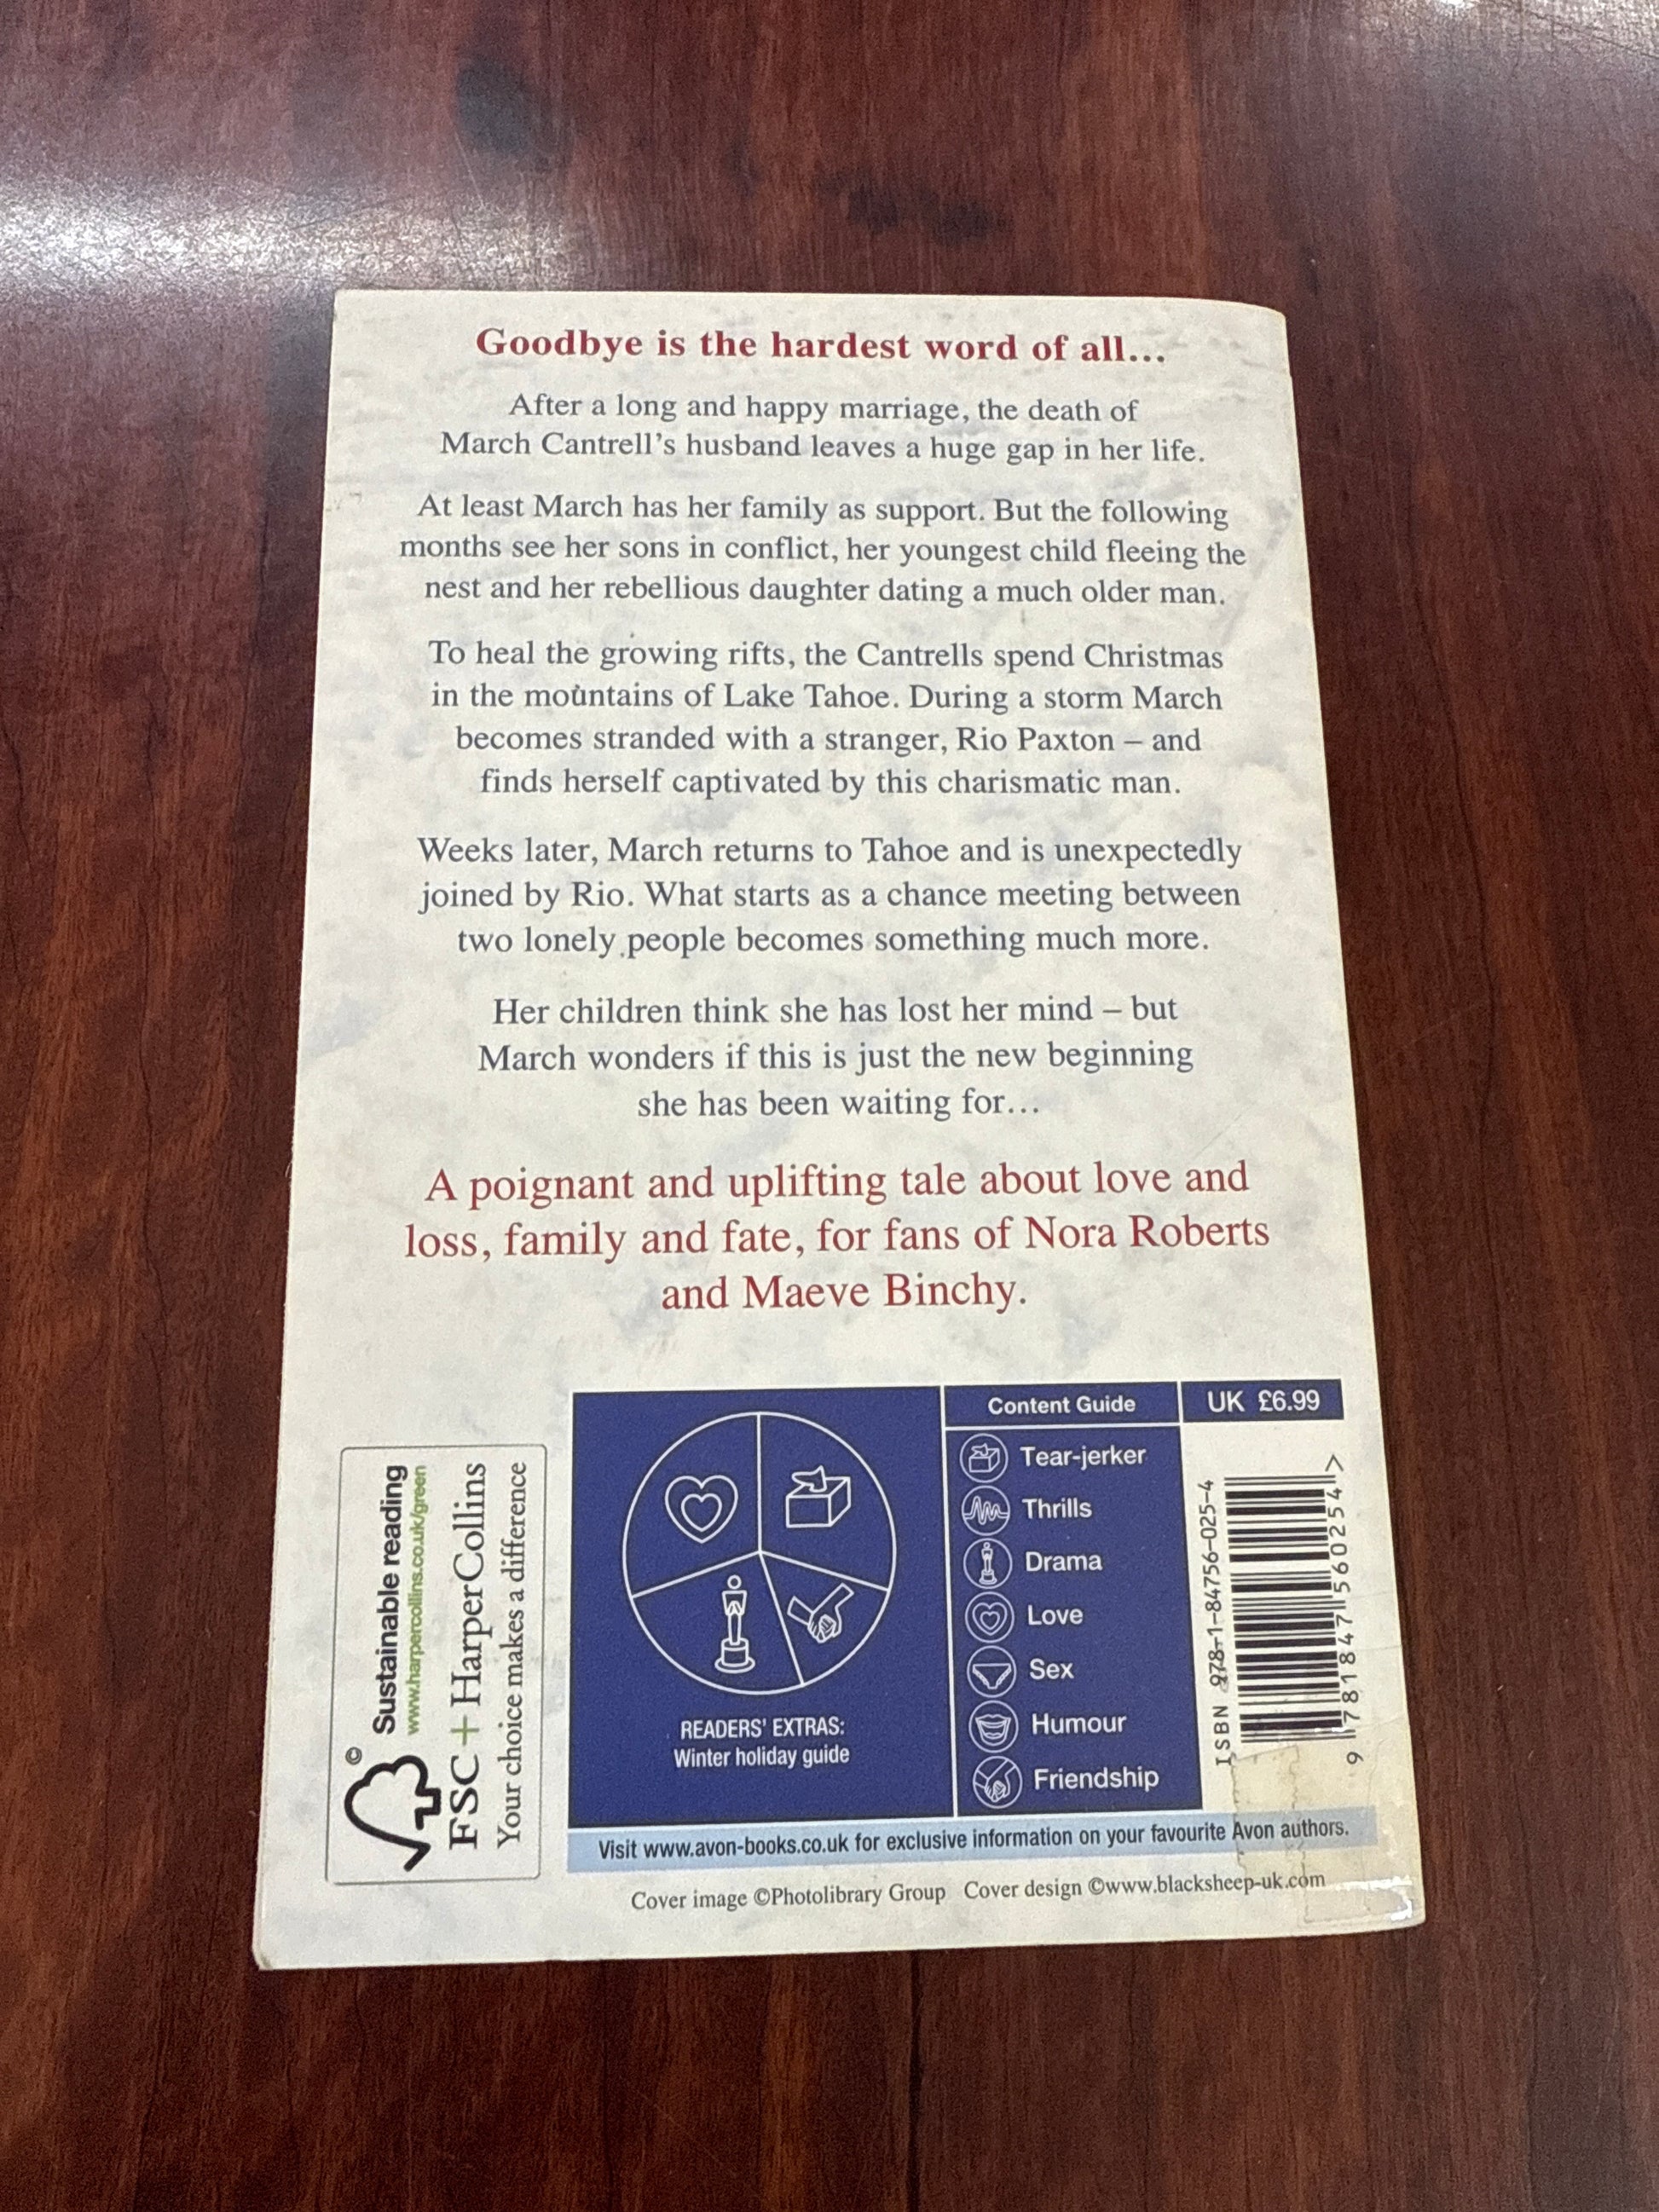 Goodbye is the hardest word of all...
After a long and happy marriage, the death of
March Cantrell's husband leaves a huge gap in her life.
At least March has her family as support. But the following
months see her sons in conflict, her youngest child fleeing the
nest and her rebellious daughter dating a much older man.
To heal the growing rifts, the Cantrells spend Christmas
in the mountains of Lake Tahoe. During a storm March
becomes stranded with a stranger, Rio Paxton – and
finds herself captivated by this charismatic man.
Weeks later, March returns to Tahoe and is unexpectedly
joined by Rio. What starts as a chance meeting between
two lonely people becomes something much more.
Her children think she has lost her mind – but
March wonders if this is just the new beginning
she has been waiting for...
A poignant and uplifting tale about love and
loss, family and fate, for fans of Nora Roberts
and Maeve Binchy.
©
Sustainable reading
www.harpercollins.co.uk/green
FSC + HarperCollins
Your choice makes a difference
READERS' EXTRAS:
Winter holiday guide
Content Guide
Tear-jerker
Thrills
Drama
Love
Sex
Humour
Friendship
UK £6.99
ISBN 978-1-84756-025-4
9 781847 560254 >
Visit www.avon-books.co.uk for exclusive information on your favourite Avon authors.
Cover image ©Photolibrary Group Cover design ©www.blacksheep-uk.com